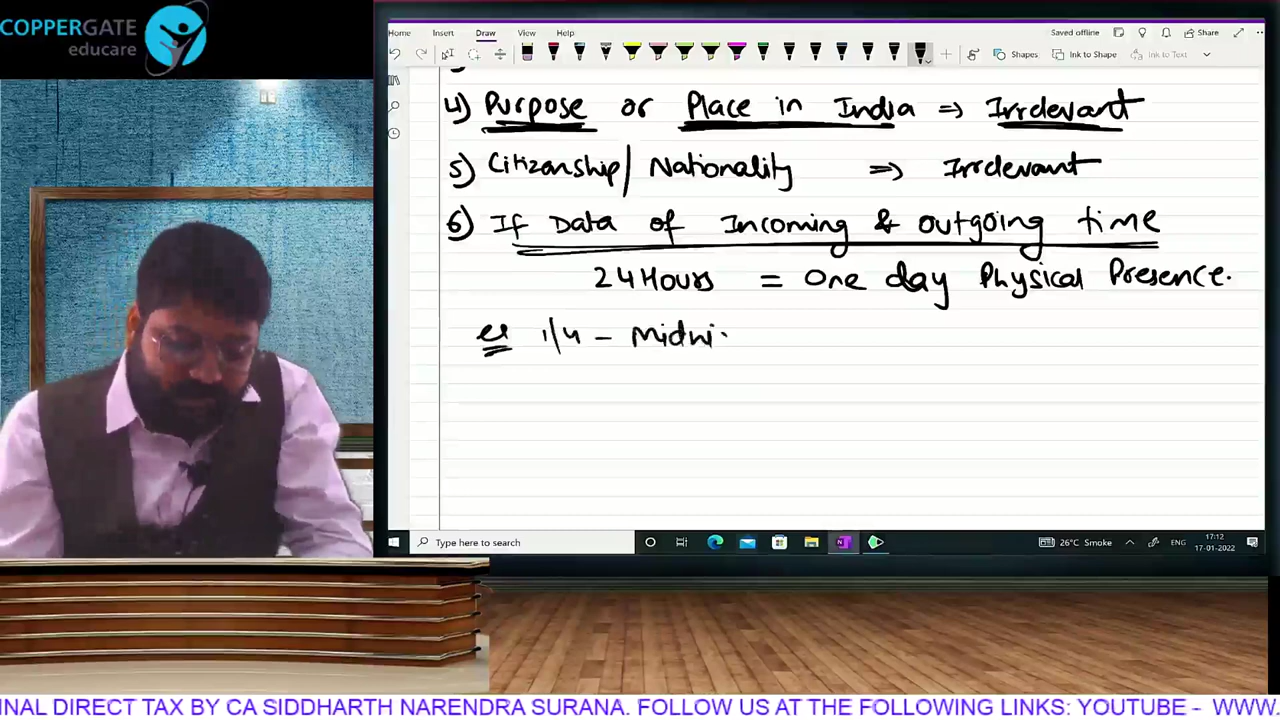 COPPERGATE
educare
Home Insert Draw View Help
Saved offline
Share
Shapes
Ink to Shape
Ink to Text
4) Purpose or Place in India ⇒ Irrelevant
5) Citizanship/ Nationality ⇒ Irrelevant
6) If Data of Incoming & outgoing time
24 Hours = One day Physical Presence.
ex 1/4 - Midni
Type here to search
26°C Smoke
ENG
17:12
17-01-2022
INAL DIRECT TAX BY CA SIDDHARTH NARENDRA SURANA. FOLLOW US AT THE FOLLOWING LINKS: YOUTUBE - WWW.